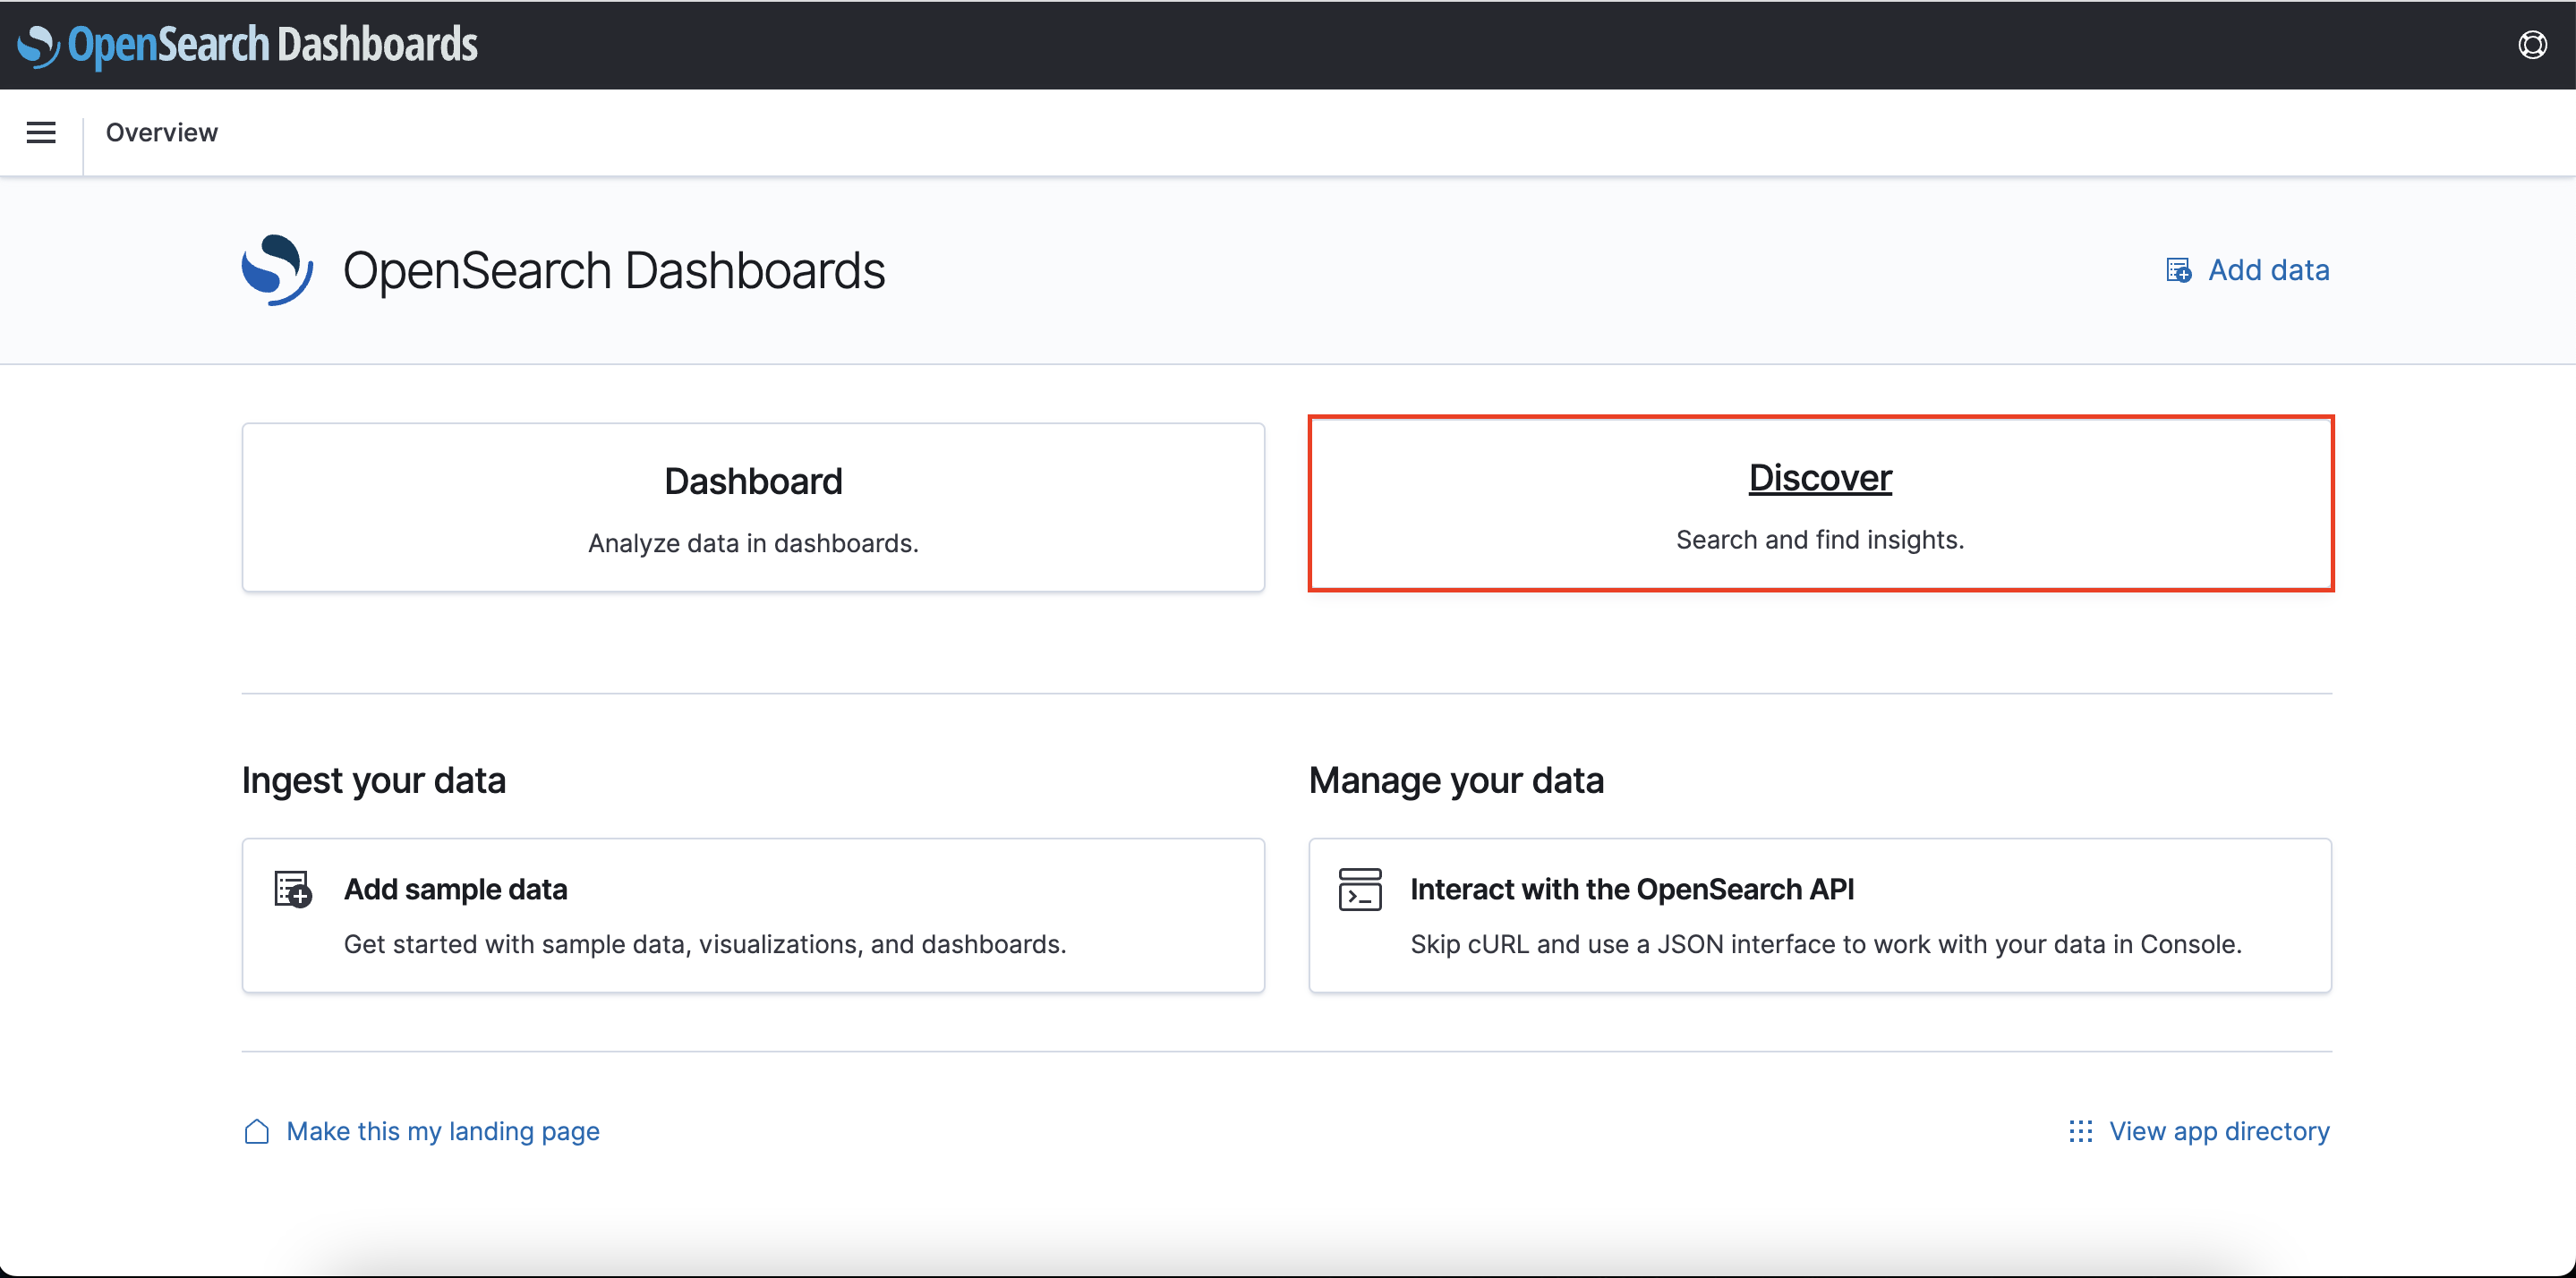 OpenSearch Dashboards
Overview
OpenSearch Dashboards
Add data
Dashboard
Analyze data in dashboards.
Discover
Search and find insights.
Ingest your data
Add sample data
Get started with sample data, visualizations, and dashboards.
Manage your data
Interact with the OpenSearch API
Skip cURL and use a JSON interface to work with your data in Console.
Make this my landing page
View app directory